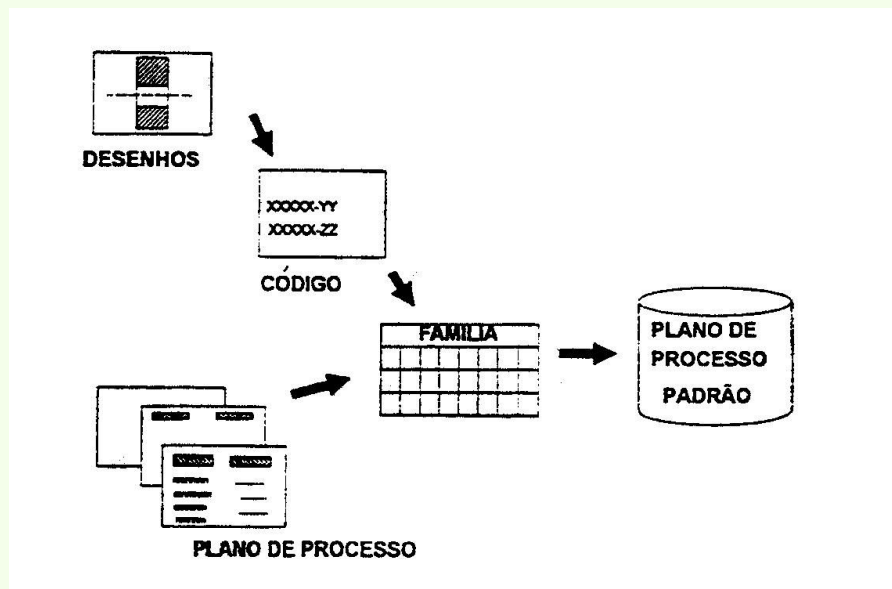 DESENHOS
XXXXX-YY
XXXXX-ZZ
CÓDIGO
FAMILIA
PLANO DE
PROCESSO
PADRÃO
PLANO DE PROCESSO